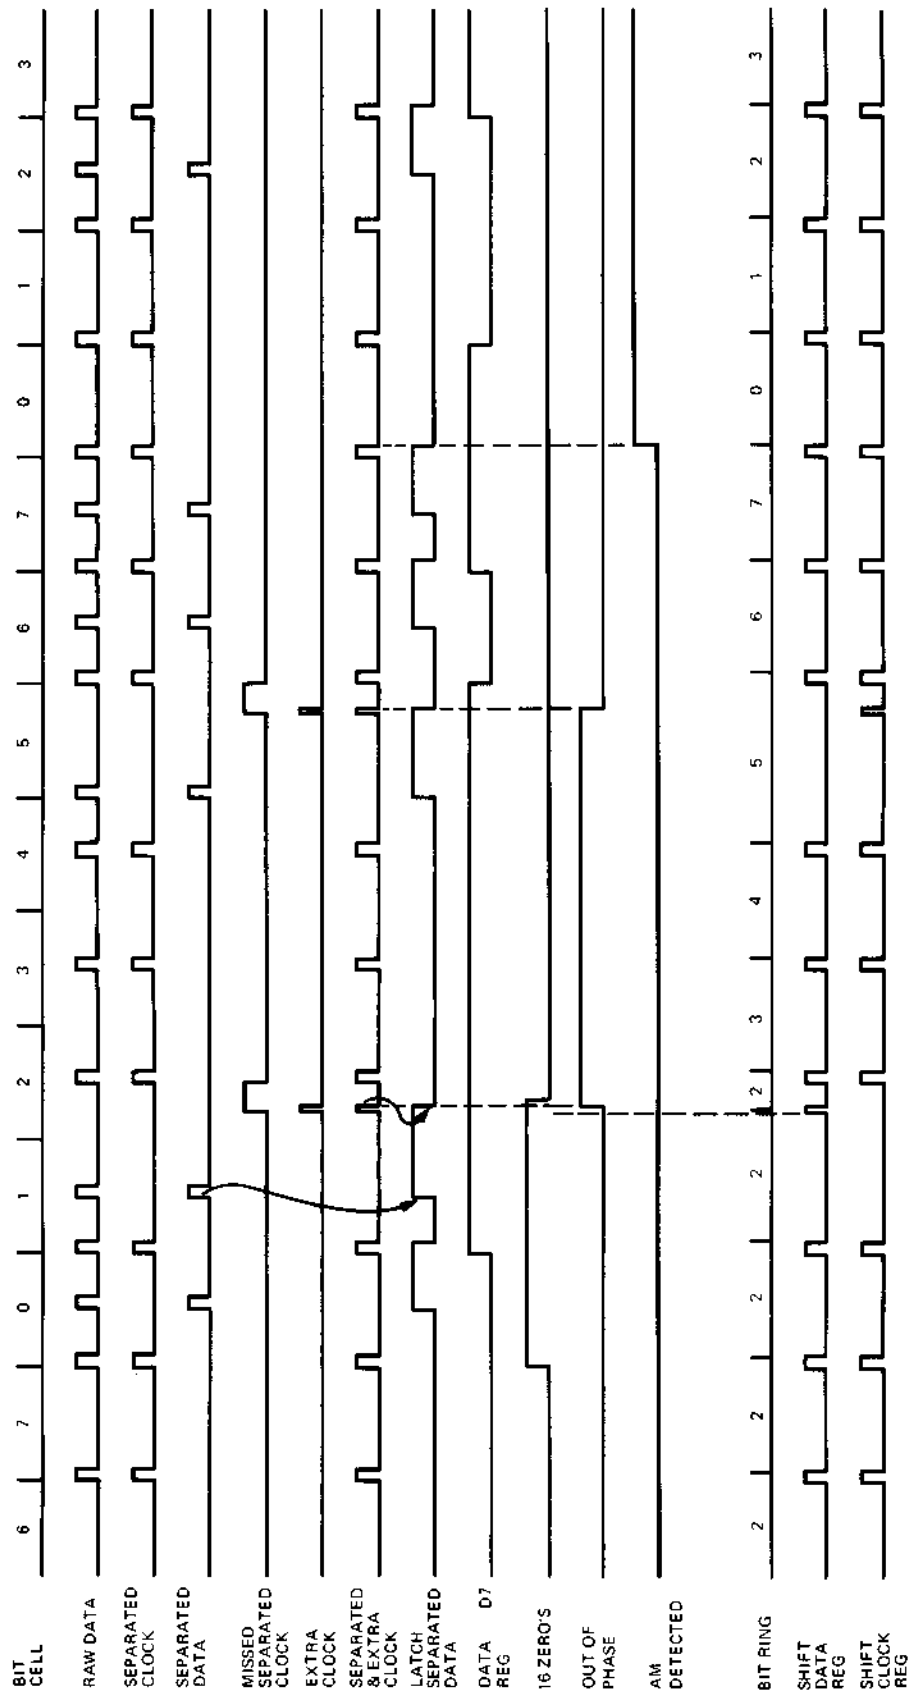 BIT
CELL 6 7 0 1 2 3 4 5 6 7 0 1 2 3
RAW DATA
SEPARATED
CLOCK
SEPARATED
DATA
MISSED
SEPARATED
CLOCK
EXTRA
CLOCK
SEPARATED
& EXTRA
CLOCK
LATCH
SEPARATED
DATA
DATA D7
REG
16 ZERO'S
OUT OF
PHASE
AM
DETECTED
BIT RING 2 2 2 2 2 3 4 5 6 7 0 1 2 3
SHIFT
DATA
REG
SHIFT
CLOCK
REG